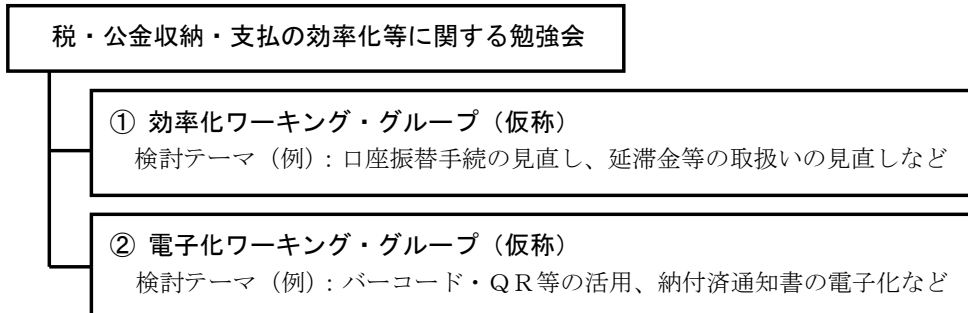 税・公金収納・支払の効率化等に関する勉強会
① 効率化ワーキング・グループ（仮称）
検討テーマ（例）：口座振替手続の見直し、延滞金等の取扱いの見直しなど
② 電子化ワーキング・グループ（仮称）
検討テーマ（例）：バーコード・ＱＲ等の活用、納付済通知書の電子化など